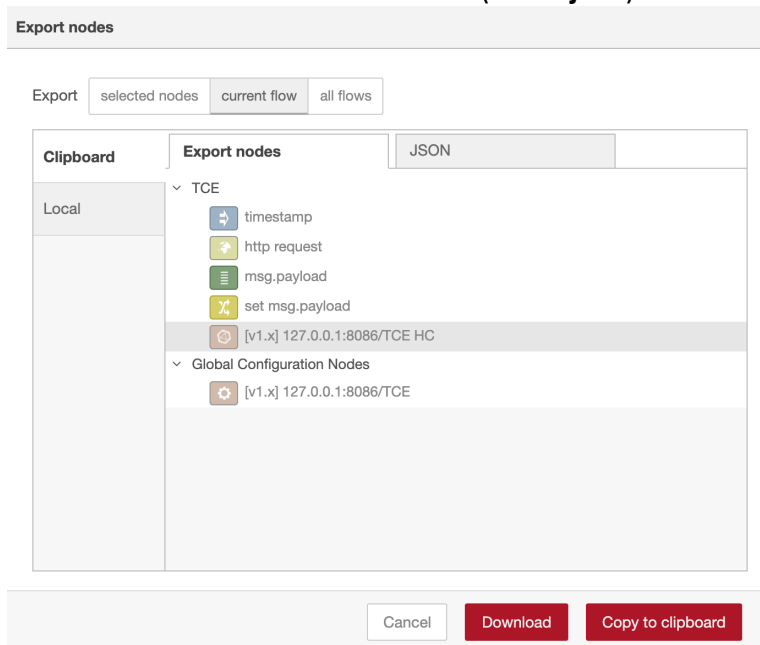 Export nodes
Export selected nodes current flow all flows
Clipboard
Local
Export nodes JSON
TCE
timestamp
http request
msg.payload
set msg.payload
[v1.x] 127.0.0.1:8086/TCE HC
Global Configuration Nodes
[v1.x] 127.0.0.1:8086/TCE
Cancel Download Copy to clipboard